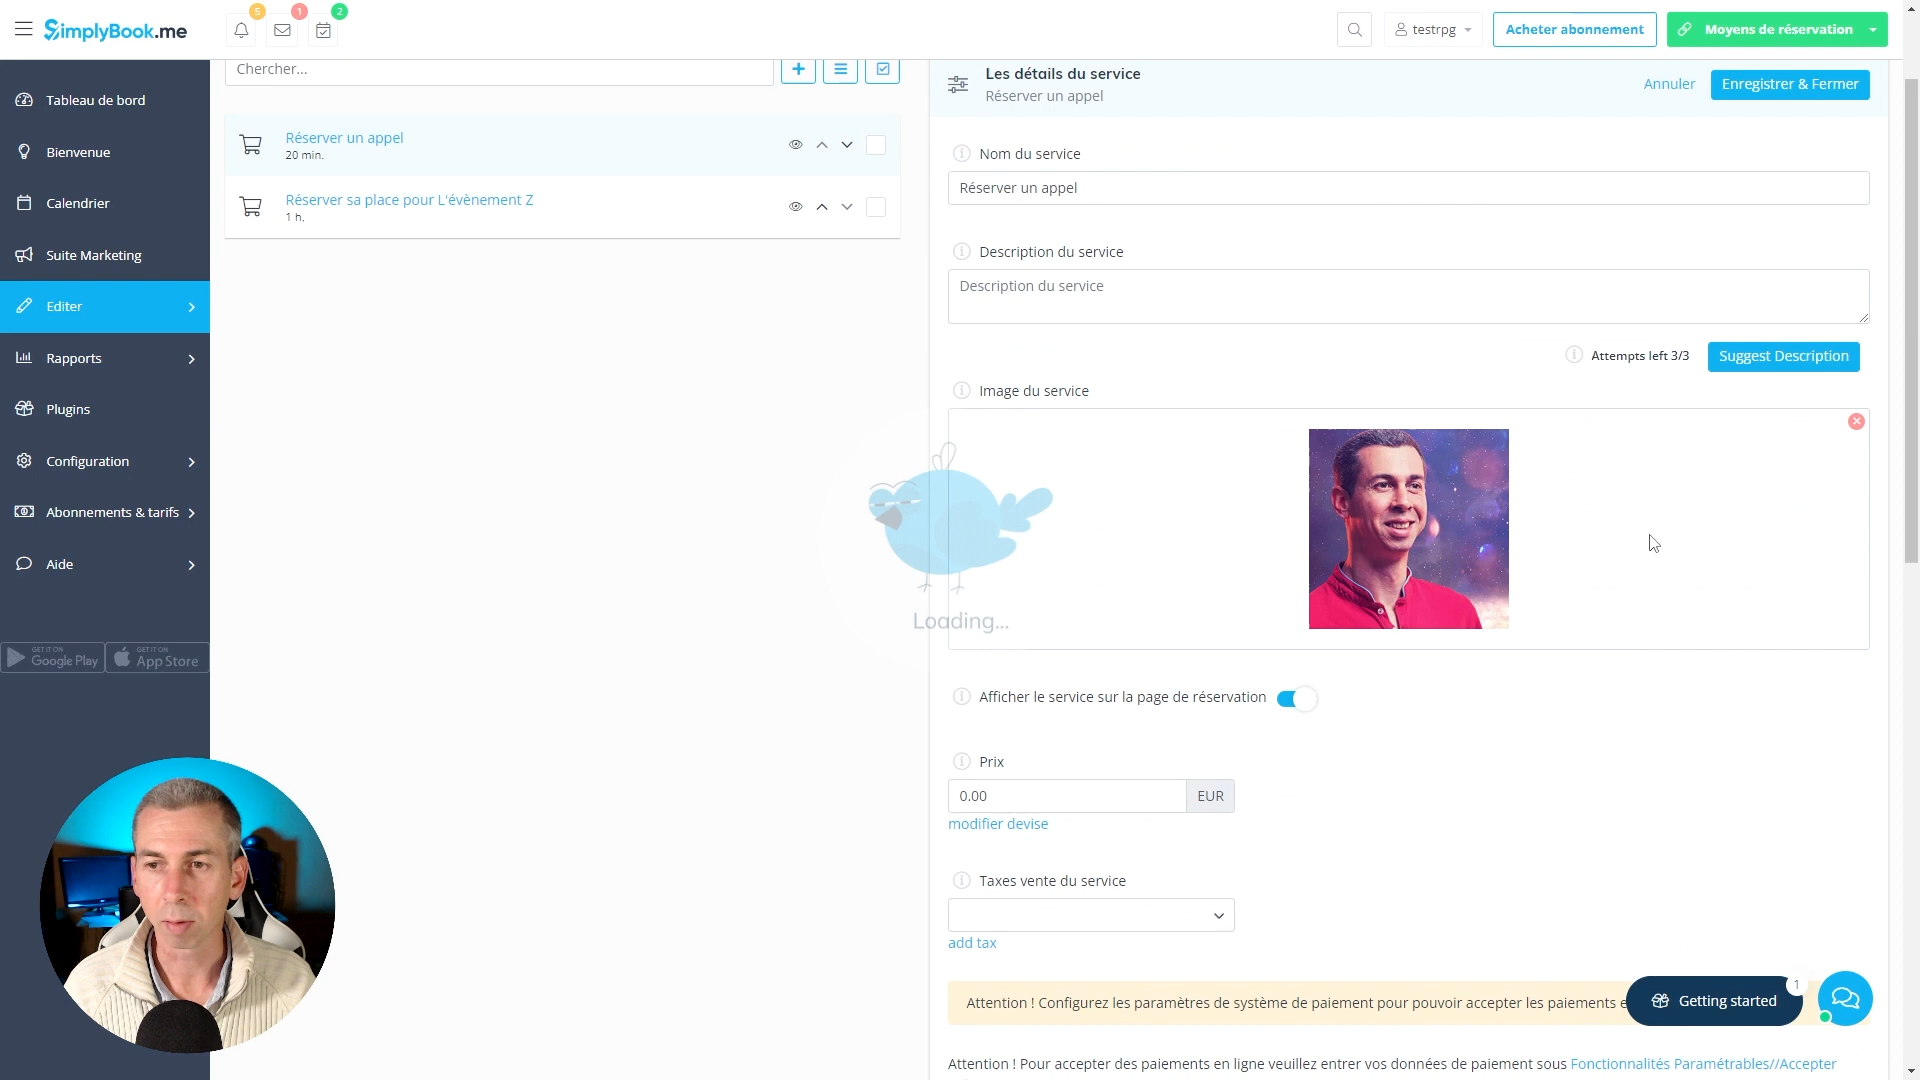 SimplyBook.me
5
1
2
testrpg
Acheter abonnement
Moyens de réservation
Tableau de bord
Bienvenue
Calendrier
Suite Marketing
Editer
Rapports
Plugins
Configuration
Abonnements & tarifs
Aide
GET IT ON
Google Play
GET IT ON
App Store
Chercher...
Réserver un appel
20 min.
Réserver sa place pour L'évènement Z
1 h.
Les détails du service
Réserver un appel
Annuler
Enregistrer & Fermer
Nom du service
Réserver un appel
Description du service
Description du service
Attempts left 3/3
Suggest Description
Image du service
Loading...
Afficher le service sur la page de réservation
Prix
0.00
EUR
modifier devise
Taxes vente du service
add tax
Attention ! Configurez les paramètres de système de paiement pour pouvoir accepter les paiements e
Getting started
1
Attention ! Pour accepter des paiements en ligne veuillez entrer vos données de paiement sous Fonctionnalités Paramétrables//Accepter